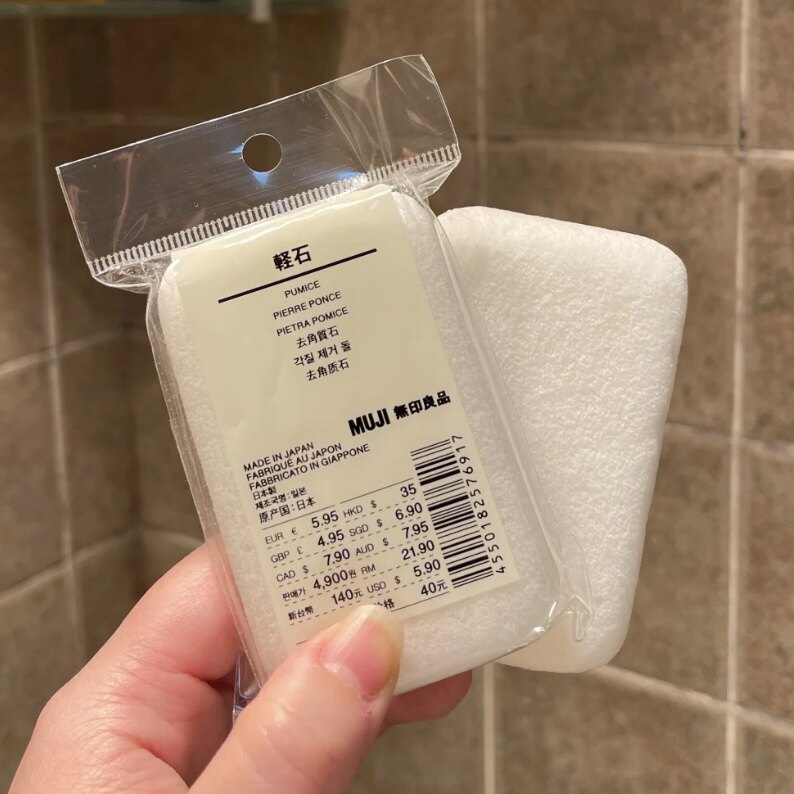 軽石
PUMICE
PIERRE PONCE
PIETRA POMICE
去角質石
각질 제거 돌
去角质石
MUJI 無印良品
MADE IN JAPAN
FABRIQUÉ AU JAPON
FABBRICATO IN GIAPPONE
日本製
제조국명 : 일본
原产国 : 日本
EUR € 5.95 HKD $ 35
GBP £ 4.95 SGD $ 6.90
CAD $ 7.90 AUD $ 7.95
판매가 4,900원 RM 21.90
新台幣 140元 USD $ 5.90
格 40元
4550182576917